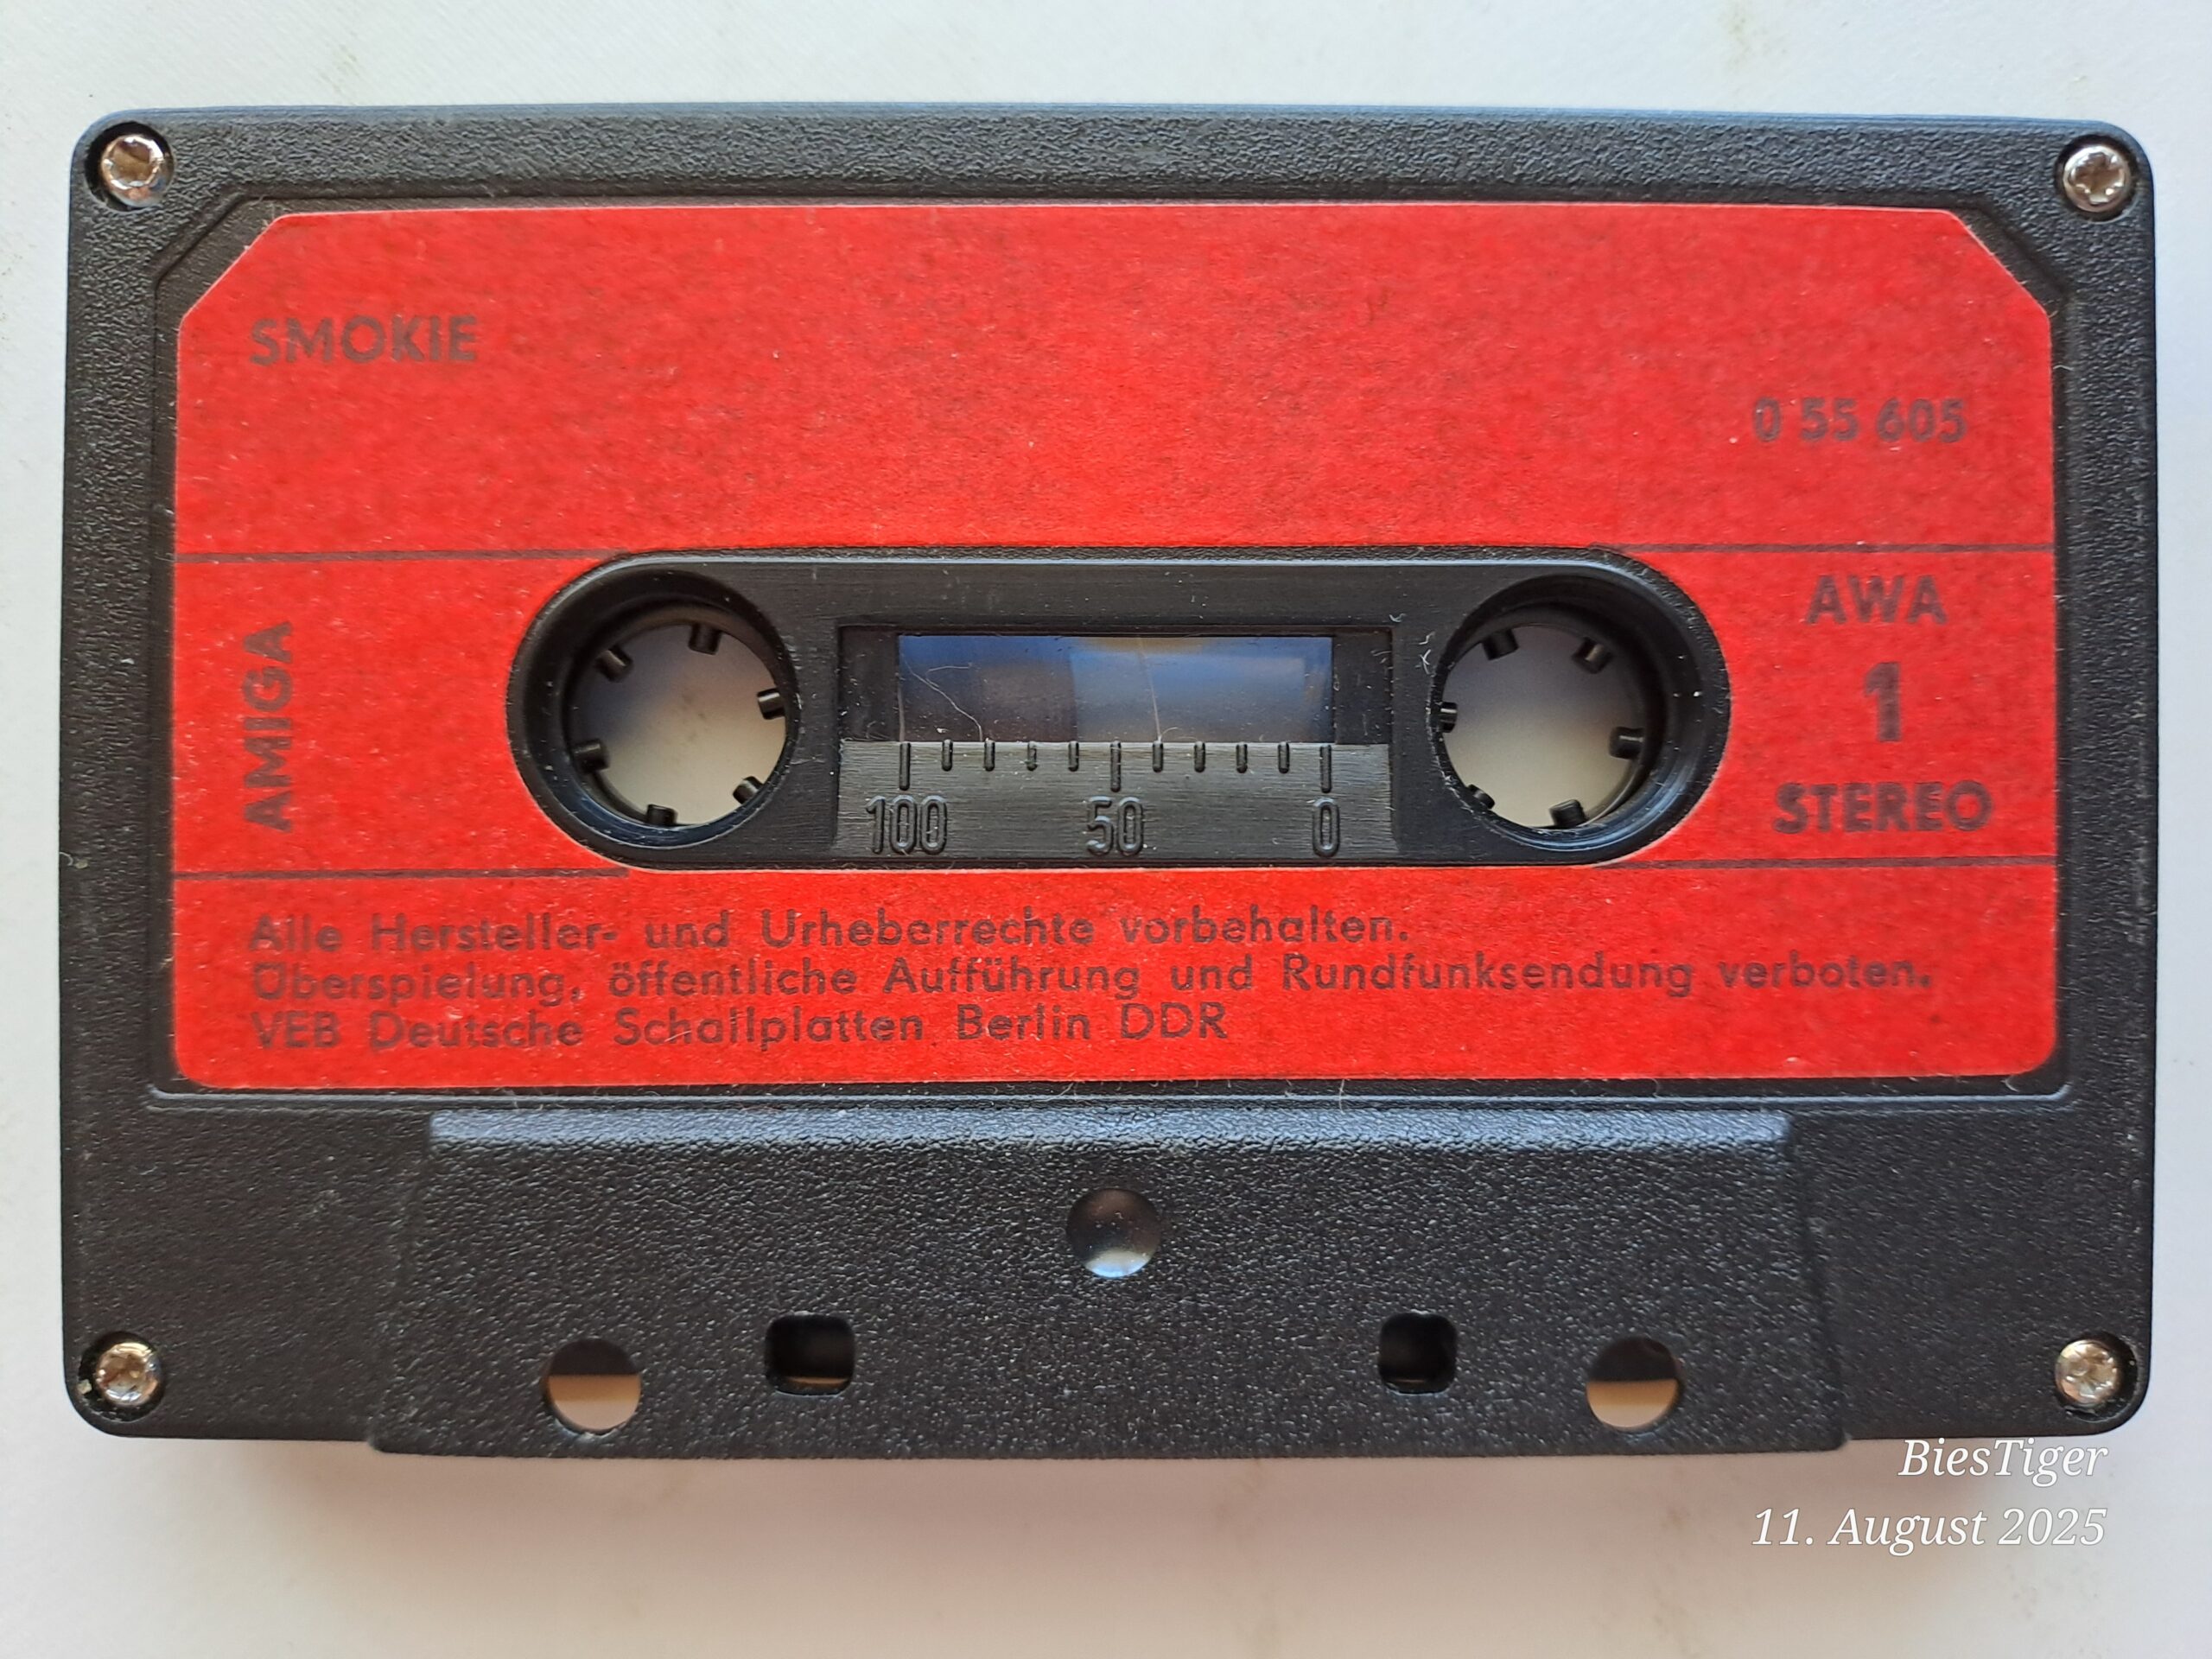 SMOKIE
0 55 605
AMIGA
AWA
1
STEREO
100 50 0
Alle Hersteller- und Urheberrechte vorbehalten.
Überspielung, öffentliche Aufführung und Rundfunksendung verboten.
VEB Deutsche Schallplatten Berlin DDR
BiesTiger
11. August 2025